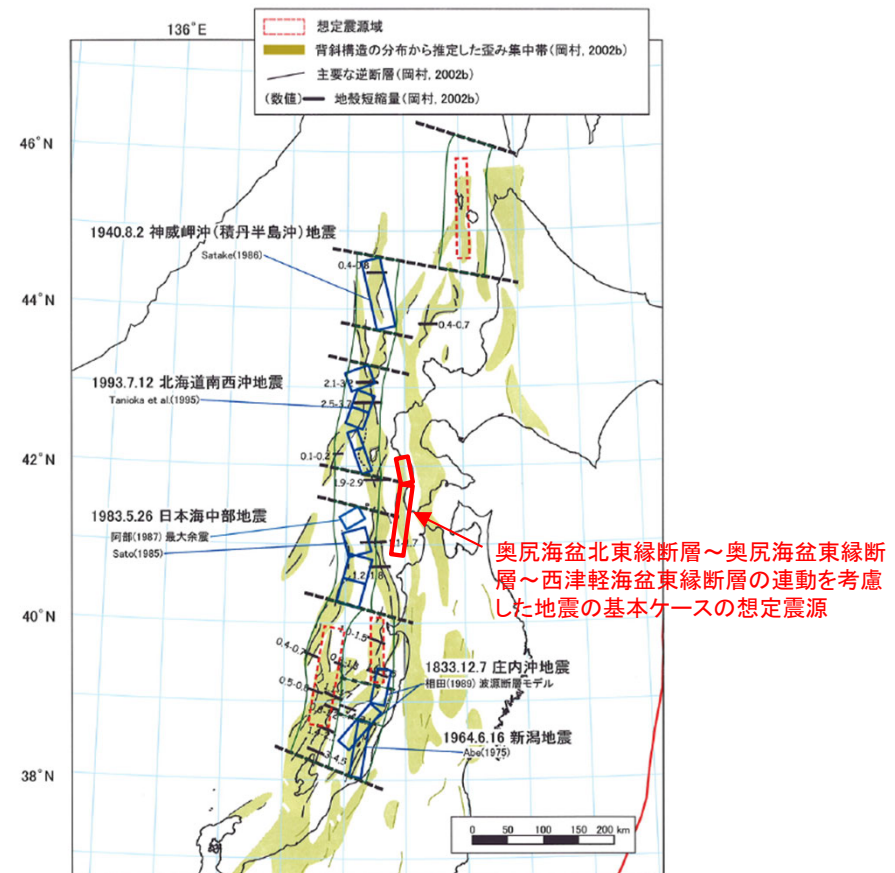 136°E
想定震源域
背斜構造の分布から推定した歪み集中帯(岡村, 2002b)
主要な逆断層(岡村, 2002b)
(数値) 地殻短縮量(岡村, 2002b)
46°N
1940.8.2 神威岬沖(積丹半島沖)地震
Satake(1986)
44°N
0.4-0.7
1993.7.12 北海道南西沖地震
Tanioka et al.(1995)
42°N
0.1-0.2
1983.5.26 日本海中部地震
阿部(1987) 最大余震
Sato(1985)
奥尻海盆北東縁断層～奥尻海盆東縁断
層～西津軽海盆東縁断層の連動を考慮
した地震の基本ケースの想定震源
40°N
0.4-0.7
1833.12.7 庄内沖地震
相田(1989) 波源断層モデル
1964.6.16 新潟地震
Abe(1975)
38°N
0 50 100 150 200 km